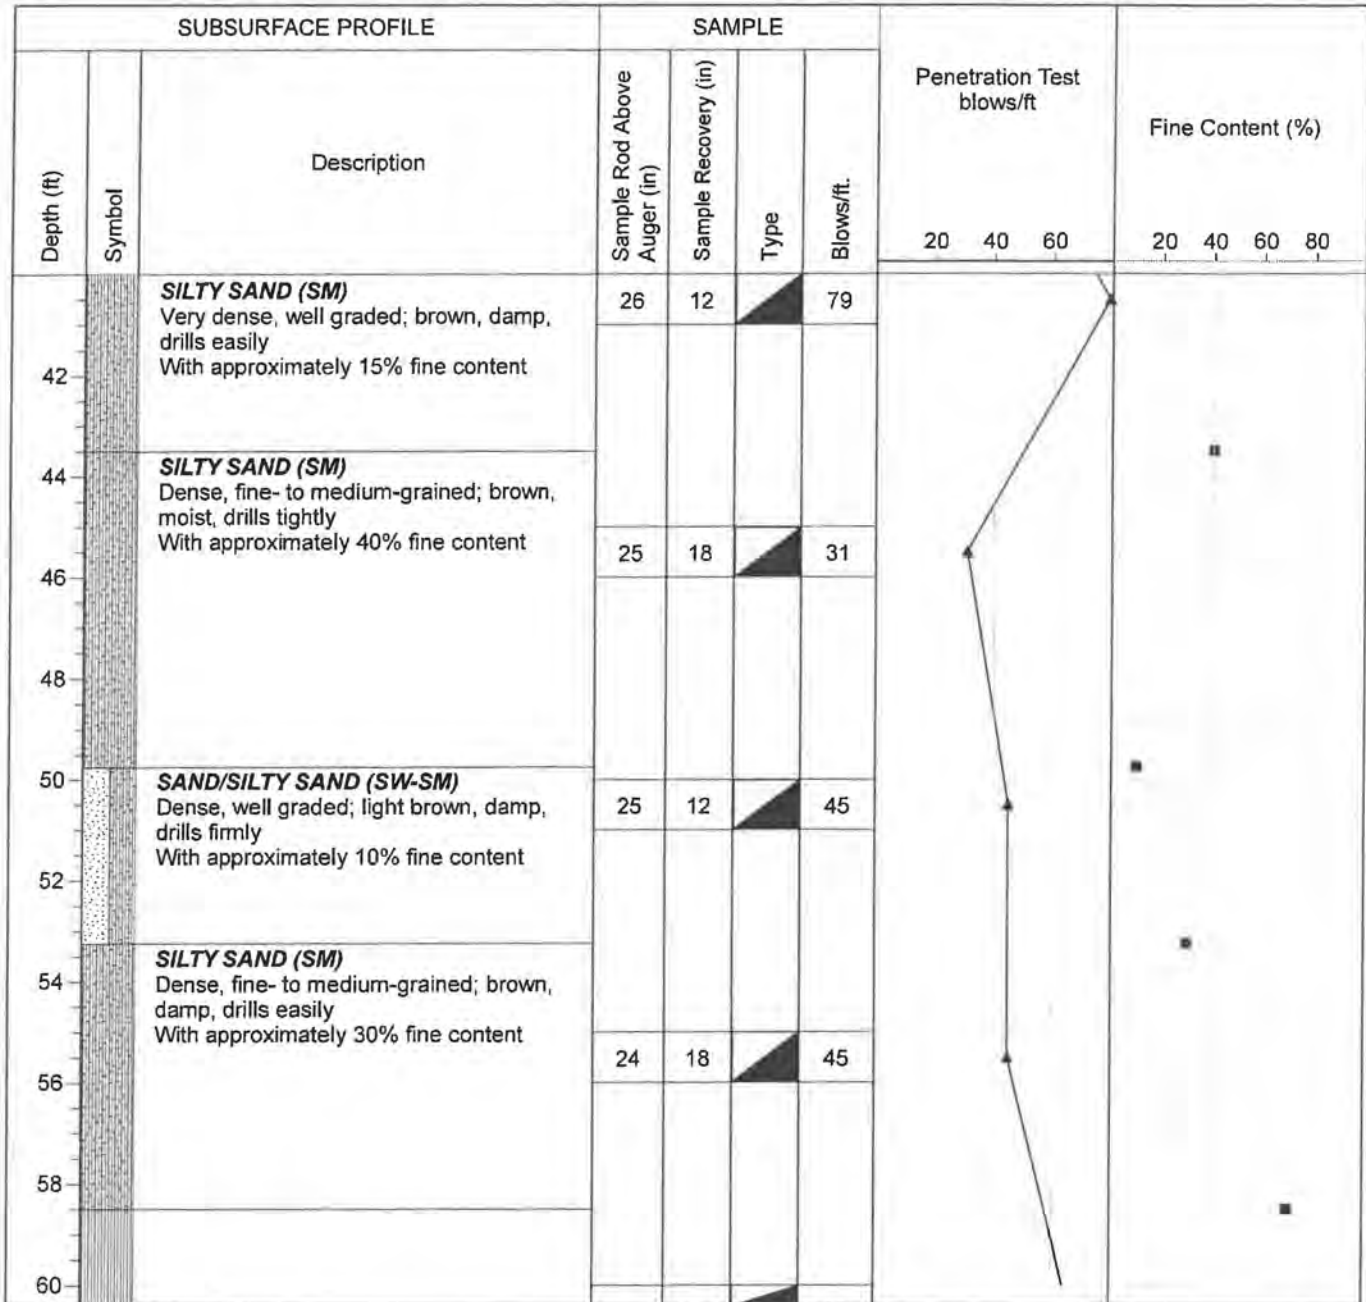 SUBSURFACE PROFILE
SAMPLE
Depth (ft)
Symbol
Description
Sample Rod Above
Auger (in)
Sample Recovery (in)
Type
Blows/ft.
Penetration Test
blows/ft
20 40 60
Fine Content (%)
20 40 60 80
SILTY SAND (SM)
Very dense, well graded; brown, damp,
drills easily
With approximately 15% fine content
26 12 79
42
SILTY SAND (SM)
Dense, fine- to medium-grained; brown,
moist, drills tightly
With approximately 40% fine content
44
25 18 31
46
48
50
SAND/SILTY SAND (SW-SM)
Dense, well graded; light brown, damp,
drills firmly
With approximately 10% fine content
25 12 45
52
SILTY SAND (SM)
Dense, fine- to medium-grained; brown,
damp, drills easily
With approximately 30% fine content
54
24 18 45
56
58
60